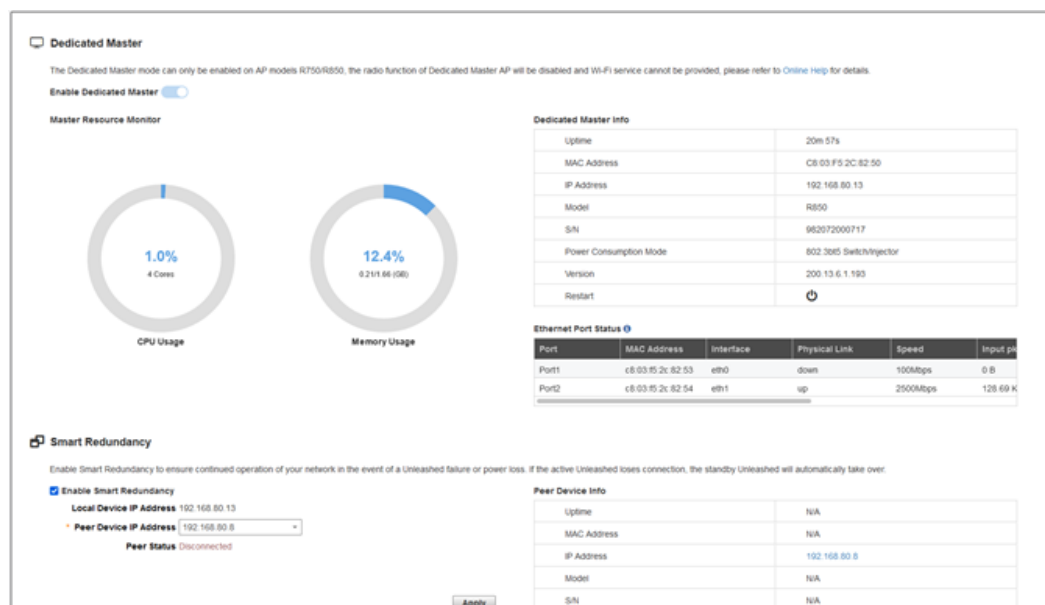 Dedicated Master
The Dedicated Master mode can only be enabled on AP models R750/R850, the radio function of Dedicated Master AP will be disabled and Wi-Fi service cannot be provided, please refer to Online Help for details.
Enable Dedicated Master
Master Resource Monitor
1.0%
4 Cores
CPU Usage
12.4%
0.21/1.66 (GB)
Memory Usage
Dedicated Master Info
Uptime 20m 57s
MAC Address C8:03:F5:2C:82:50
IP Address 192.168.80.13
Model R850
S/N 982072000717
Power Consumption Mode 802.3bt5 Switch/Injector
Version 200.13.6.1.193
Restart
Ethernet Port Status
Port MAC Address Interface Physical Link Speed Input pk
Port1 c8:03:f5:2c:82:53 eth0 down 100Mbps 0 B
Port2 c8:03:f5:2c:82:54 eth1 up 2500Mbps 128.69 K
Smart Redundancy
Enable Smart Redundancy to ensure continued operation of your network in the event of a Unleashed failure or power loss. If the active Unleashed loses connection, the standby Unleashed will automatically take over.
Enable Smart Redundancy
Local Device IP Address 192.168.80.13
* Peer Device IP Address 192.168.80.8
Peer Status Disconnected
Apply
Peer Device Info
Uptime N/A
MAC Address N/A
IP Address 192.168.80.8
Model N/A
S/N N/A